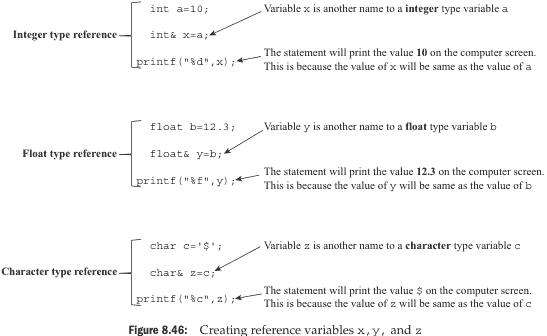 int a=10;
Variable x is another name to a integer type variable a
Integer type reference
int& x=a;
The statement will print the value 10 on the computer screen.
printf("%d",x);
This is because the value of x will be same as the value of a
float b=12.3;
Variable y is another name to a float type variable b
Float type reference
float& y=b;
The statement will print the value 12.3 on the computer screen.
printf("%f",y);
This is because the value of y will be same as the value of b
char c='$';
Variable z is another name to a character type variable c
Character type reference
char& z=c;
The statement will print the value $ on the computer screen.
printf("%c",z);
This is because the value of z will be same as the value of c
Figure 8.46: Creating reference variables x, y, and z